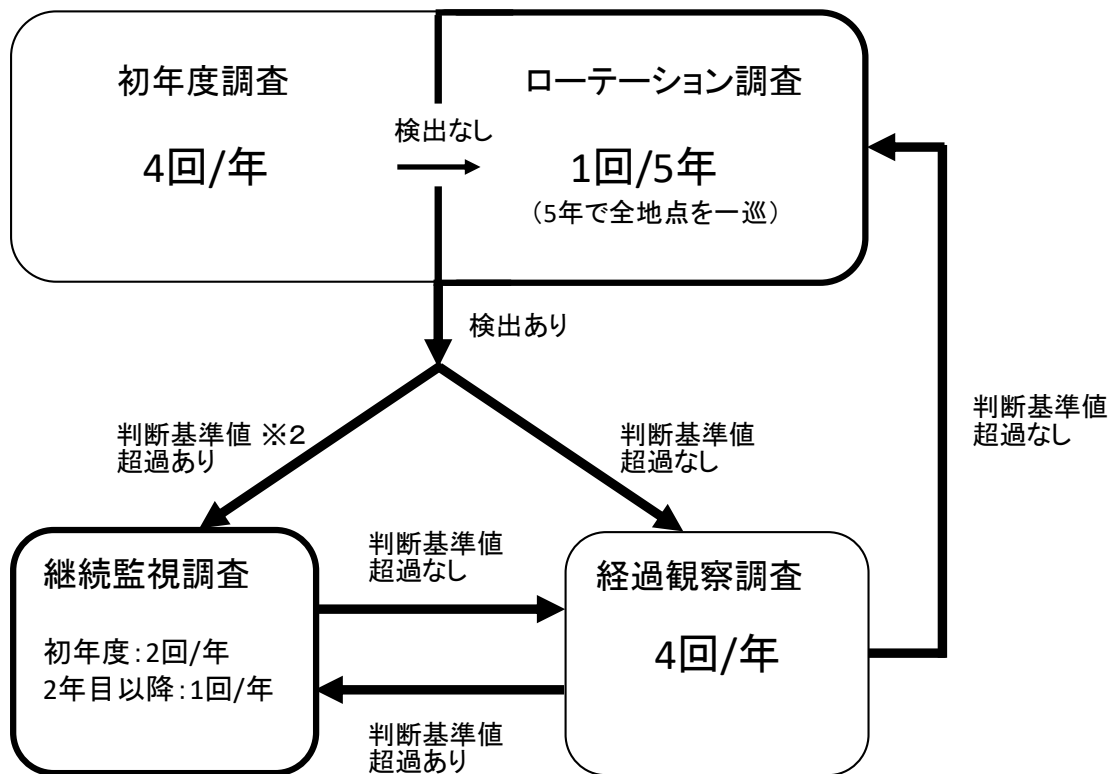 初年度調査
4回/年
検出なし
ローテーション調査
1回/5年
（5年で全地点を一巡）
検出あり
判断基準値 ※2
超過あり
判断基準値
超過なし
判断基準値
超過なし
継続監視調査
初年度：2回/年
2年目以降：1回/年
判断基準値
超過なし
経過観察調査
4回/年
判断基準値
超過あり